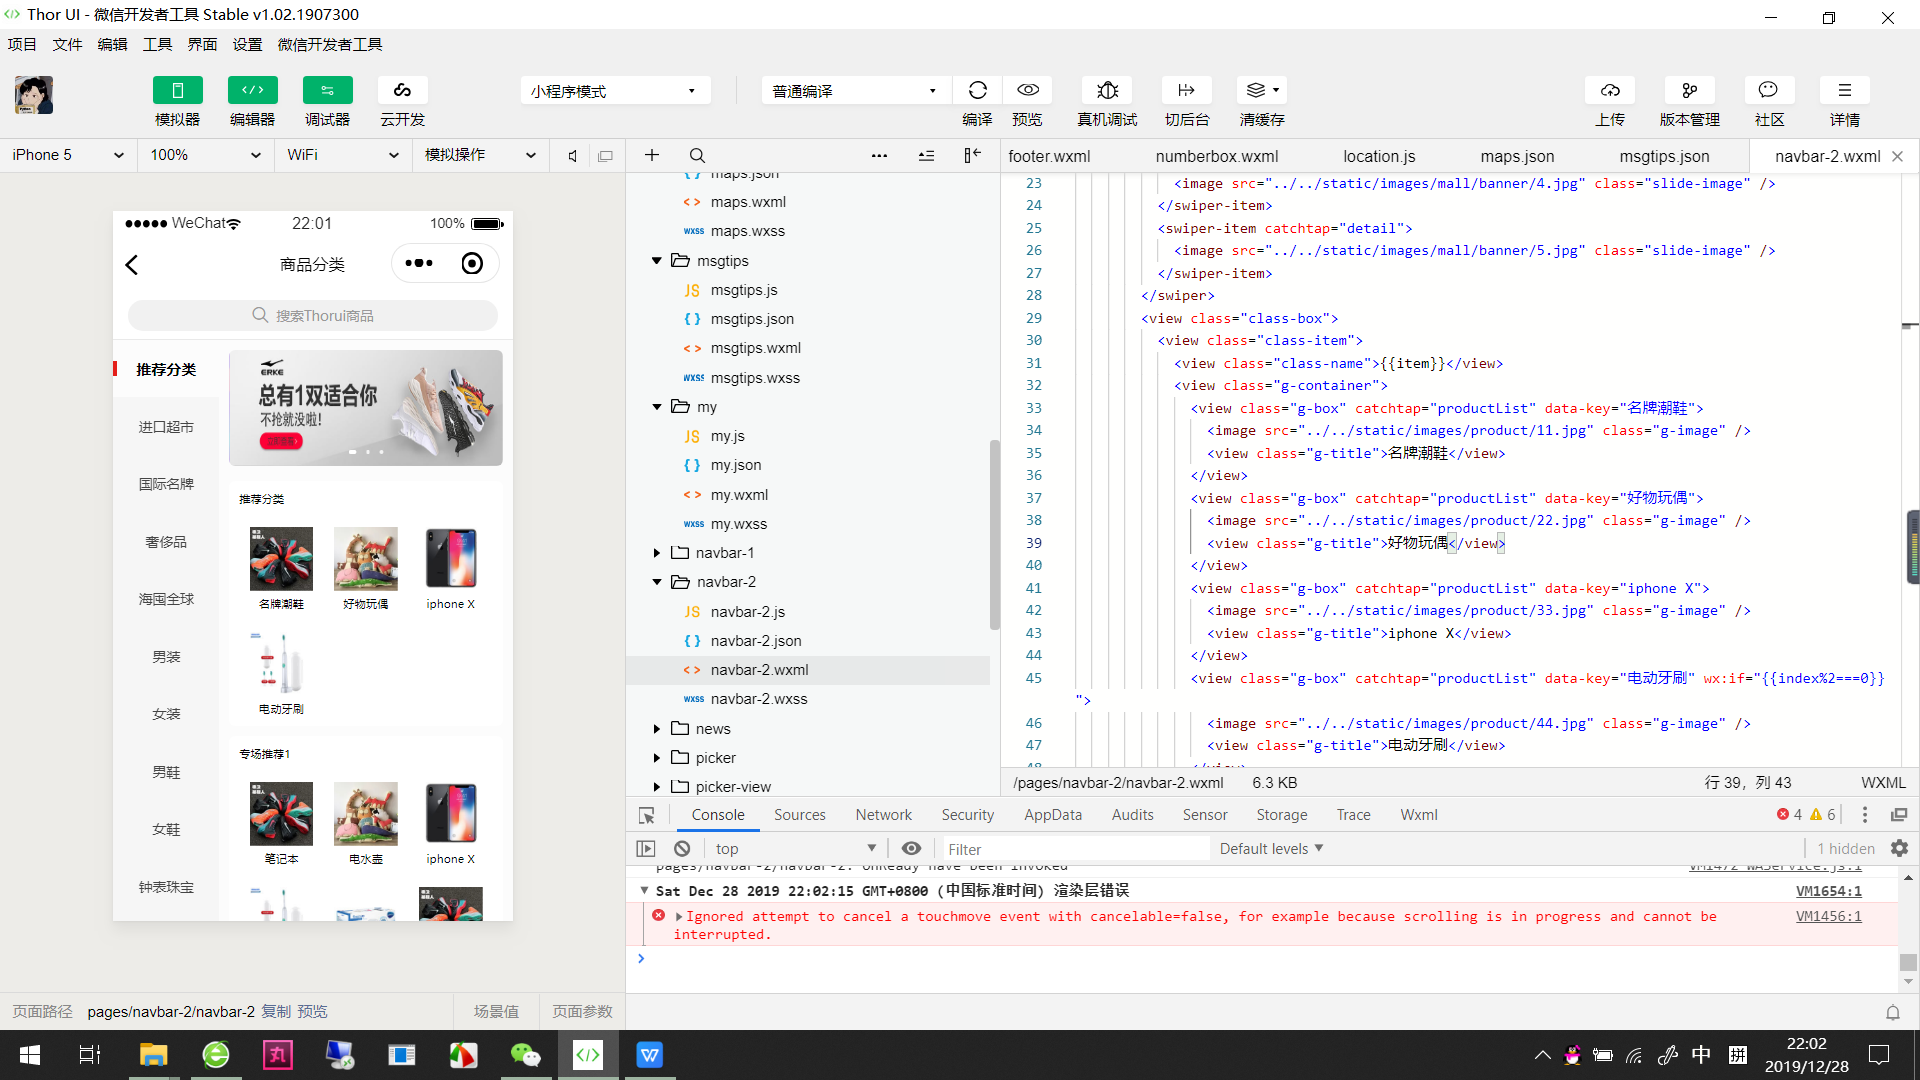 Thor UI - 微信开发者工具 Stable v1.02.1907300
项目 文件 编辑 工具 界面 设置 微信开发者工具
小程序模式 普通编译
模拟器 编辑器 调试器 云开发 编译 预览 真机调试 切后台 清缓存 上传 版本管理 社区 详情
iPhone 5 100% WiFi 模拟操作
WeChat 22:01 100%
商品分类
搜索Thorui商品
推荐分类
进口超市
国际名牌
奢侈品
海囤全球
男装
女装
男鞋
女鞋
钟表珠宝
ERKE
总有1双适合你
不抢就没啦!
推荐分类
名牌潮鞋 好物玩偶 iphone X
电动牙刷
专场推荐1
笔记本 电水壶 iphone X
页面路径 pages/navbar-2/navbar-2 复制 预览 场景值 页面参数
maps.json
maps.wxml
maps.wxss
msgtips
msgtips.js
msgtips.json
msgtips.wxml
msgtips.wxss
my
my.js
my.json
my.wxml
my.wxss
navbar-1
navbar-2
navbar-2.js
navbar-2.json
navbar-2.wxml
navbar-2.wxss
news
picker
picker-view
footer.wxml numberbox.wxml location.js maps.json msgtips.json navbar-2.wxml
23 <image src="../../static/images/mall/banner/4.jpg" class="slide-image" />
24 </swiper-item>
25 <swiper-item catchtap="detail">
26 <image src="../../static/images/mall/banner/5.jpg" class="slide-image" />
27 </swiper-item>
28 </swiper>
29 <view class="class-box">
30 <view class="class-item">
31 <view class="class-name">{{item}}</view>
32 <view class="g-container">
33 <view class="g-box" catchtap="productList" data-key="名牌潮鞋">
34 <image src="../../static/images/product/11.jpg" class="g-image" />
35 <view class="g-title">名牌潮鞋</view>
36 </view>
37 <view class="g-box" catchtap="productList" data-key="好物玩偶">
38 <image src="../../static/images/product/22.jpg" class="g-image" />
39 <view class="g-title">好物玩偶</view>
40 </view>
41 <view class="g-box" catchtap="productList" data-key="iphone X">
42 <image src="../../static/images/product/33.jpg" class="g-image" />
43 <view class="g-title">iphone X</view>
44 </view>
45 <view class="g-box" catchtap="productList" data-key="电动牙刷" wx:if="{{index%2===0}}
">
46 <image src="../../static/images/product/44.jpg" class="g-image" />
47 <view class="g-title">电动牙刷</view>
48 </view>
/pages/navbar-2/navbar-2.wxml 6.3 KB 行 39，列 43 WXML
Console Sources Network Security AppData Audits Sensor Storage Trace Wxml 4 6
top Filter Default levels 1 hidden
pages/navbar-2/navbar-2: onReady have been invoked VM1472 WAService.js:1
Sat Dec 28 2019 22:02:15 GMT+0800 (中国标准时间) 渲染层错误 VM1654:1
Ignored attempt to cancel a touchmove event with cancelable=false, for example because scrolling is in progress and cannot be VM1456:1
interrupted.
中 拼 22:02
2019/12/28